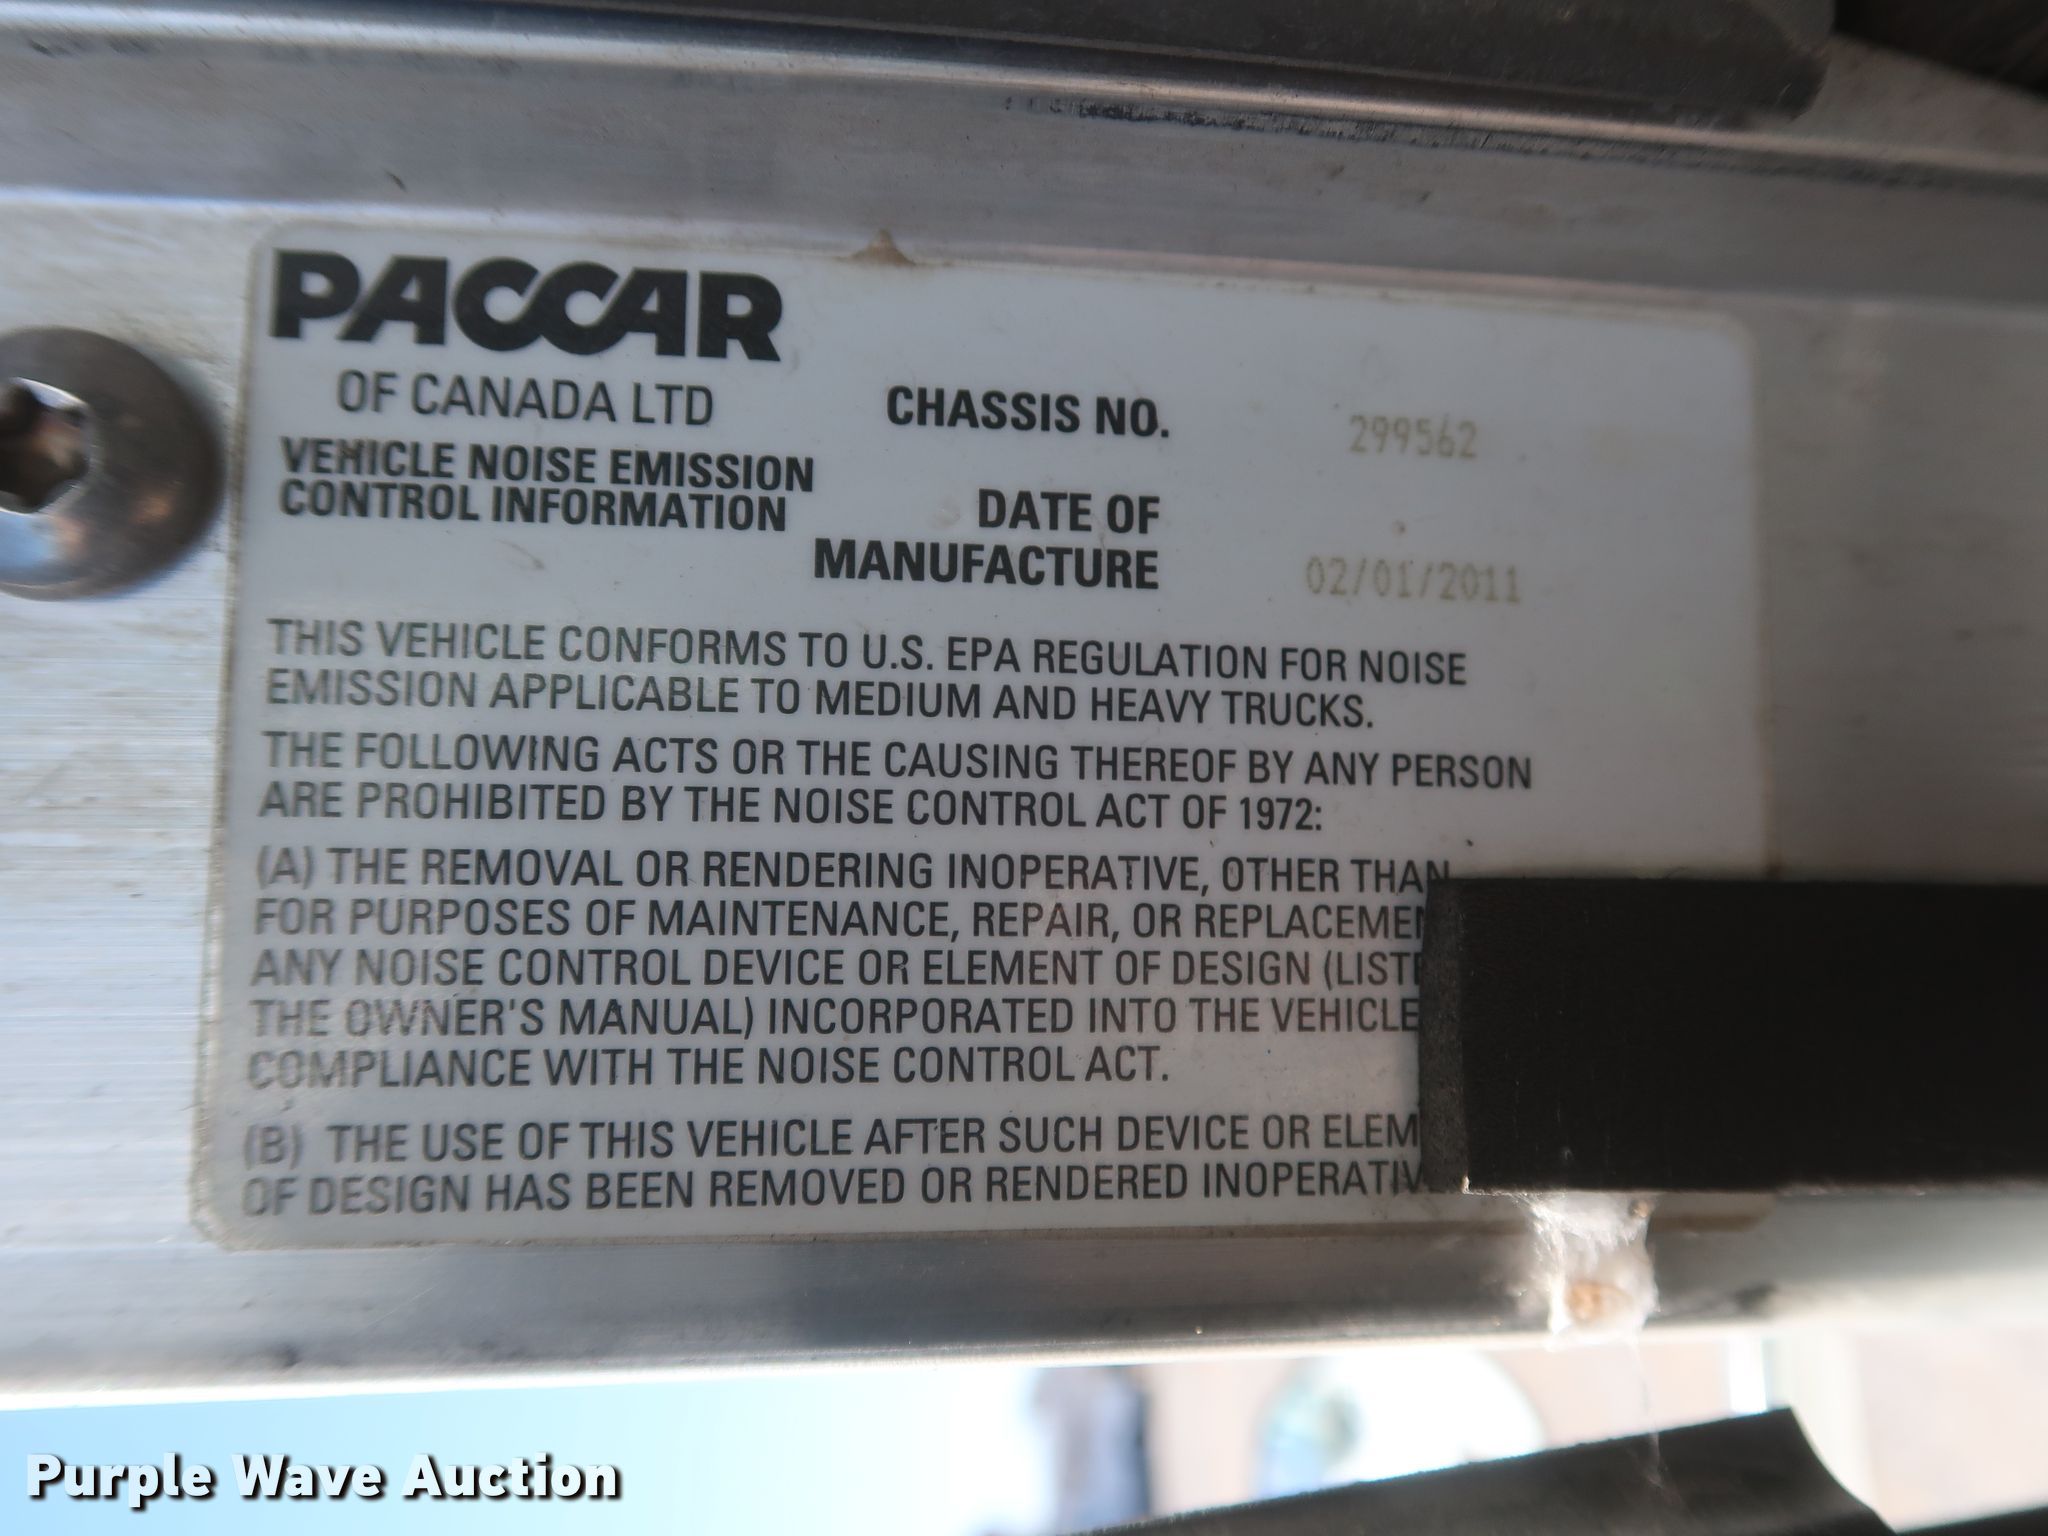 PACCAR
OF CANADA LTD
CHASSIS NO. 299562
VEHICLE NOISE EMISSION
CONTROL INFORMATION
DATE OF
MANUFACTURE 02/01/2011
THIS VEHICLE CONFORMS TO U.S. EPA REGULATION FOR NOISE
EMISSION APPLICABLE TO MEDIUM AND HEAVY TRUCKS.
THE FOLLOWING ACTS OR THE CAUSING THEREOF BY ANY PERSON
ARE PROHIBITED BY THE NOISE CONTROL ACT OF 1972:
(A) THE REMOVAL OR RENDERING INOPERATIVE, OTHER THAN
FOR PURPOSES OF MAINTENANCE, REPAIR, OR
ANY NOISE CONTROL DEVICE OR ELEMENT OF DESIGN
THE OWNER'S MANUAL) INCORPORATED INTO THE VEHICLE
COMPLIANCE WITH THE NOISE CONTROL ACT.
(B) THE USE OF THIS VEHICLE AFTER SUCH DEVICE OR
OF DESIGN HAS BEEN REMOVED OR RENDERED
Purple Wave Auction